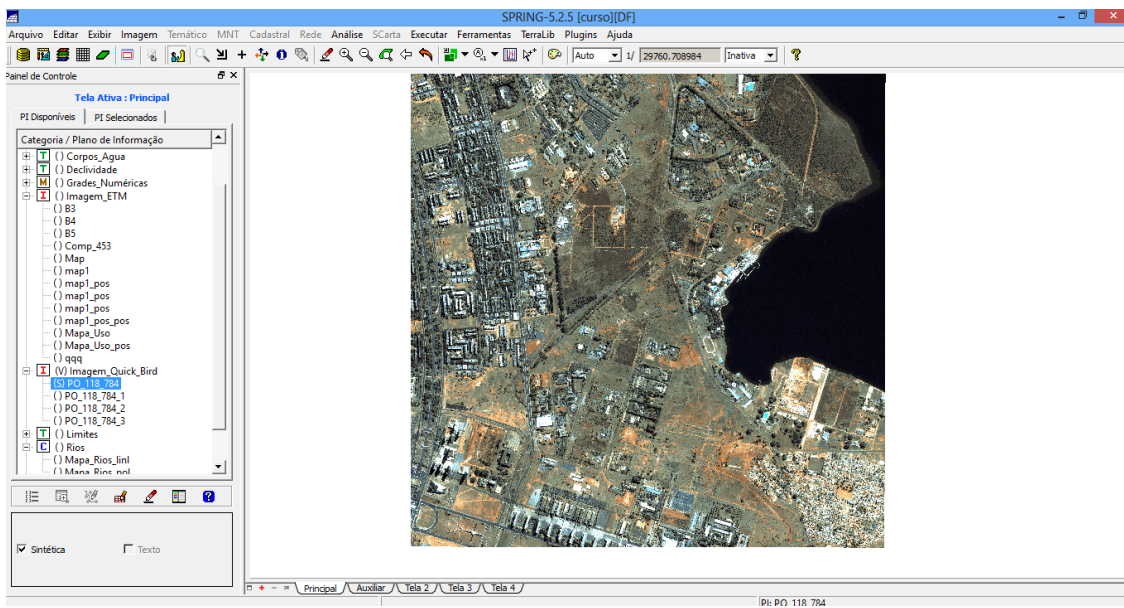 SPRING-5.2.5 [curso][DF]
Arquivo Editar Exibir Imagem Temático MNT Cadastral Rede Análise SCarta Executar Ferramentas TerraLib Plugins Ajuda
Auto 1/ 29760.708984 Inativa
Painel de Controle
Tela Ativa : Principal
PI Disponíveis PI Selecionados
Categoria / Plano de Informação
T () Corpos_Agua
T () Declividade
M () Grades_Numéricas
I () Imagem_ETM
() B3
() B4
() B5
() Comp_453
() Map
() map1
() map1_pos
() map1_pos
() map1_pos
() map1_pos_pos
() Mapa_Uso
() Mapa_Uso_pos
() qqq
I (V) Imagem_Quick_Bird
(S) PO_118_784
() PO_118_784_1
() PO_118_784_2
() PO_118_784_3
T () Limites
C () Rios
() Mapa_Rios_linl
() Mapa_Rios_pol
Sintética Texto
Principal Auxiliar Tela 2 Tela 3 Tela 4
PI: PO_118_784